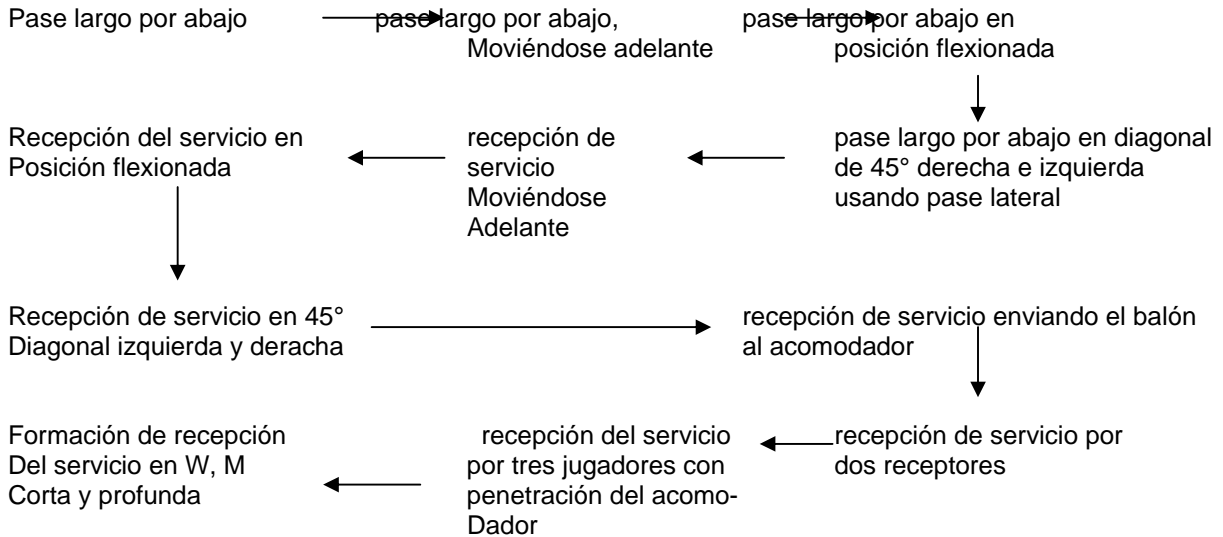 Pase largo por abajo
pase largo por abajo,
Moviéndose adelante
pase largo por abajo en
posición flexionada
pase largo por abajo en diagonal
de 45° derecha e izquierda
usando pase lateral
recepción de
servicio
Moviéndose
Adelante
Recepción del servicio en
Posición flexionada
Recepción de servicio en 45°
Diagonal izquierda y deracha
recepción de servicio enviando el balón
al acomodador
recepción de servicio por
dos receptores
recepción del servicio
por tres jugadores con
penetración del acomo-
Dador
Formación de recepción
Del servicio en W, M
Corta y profunda